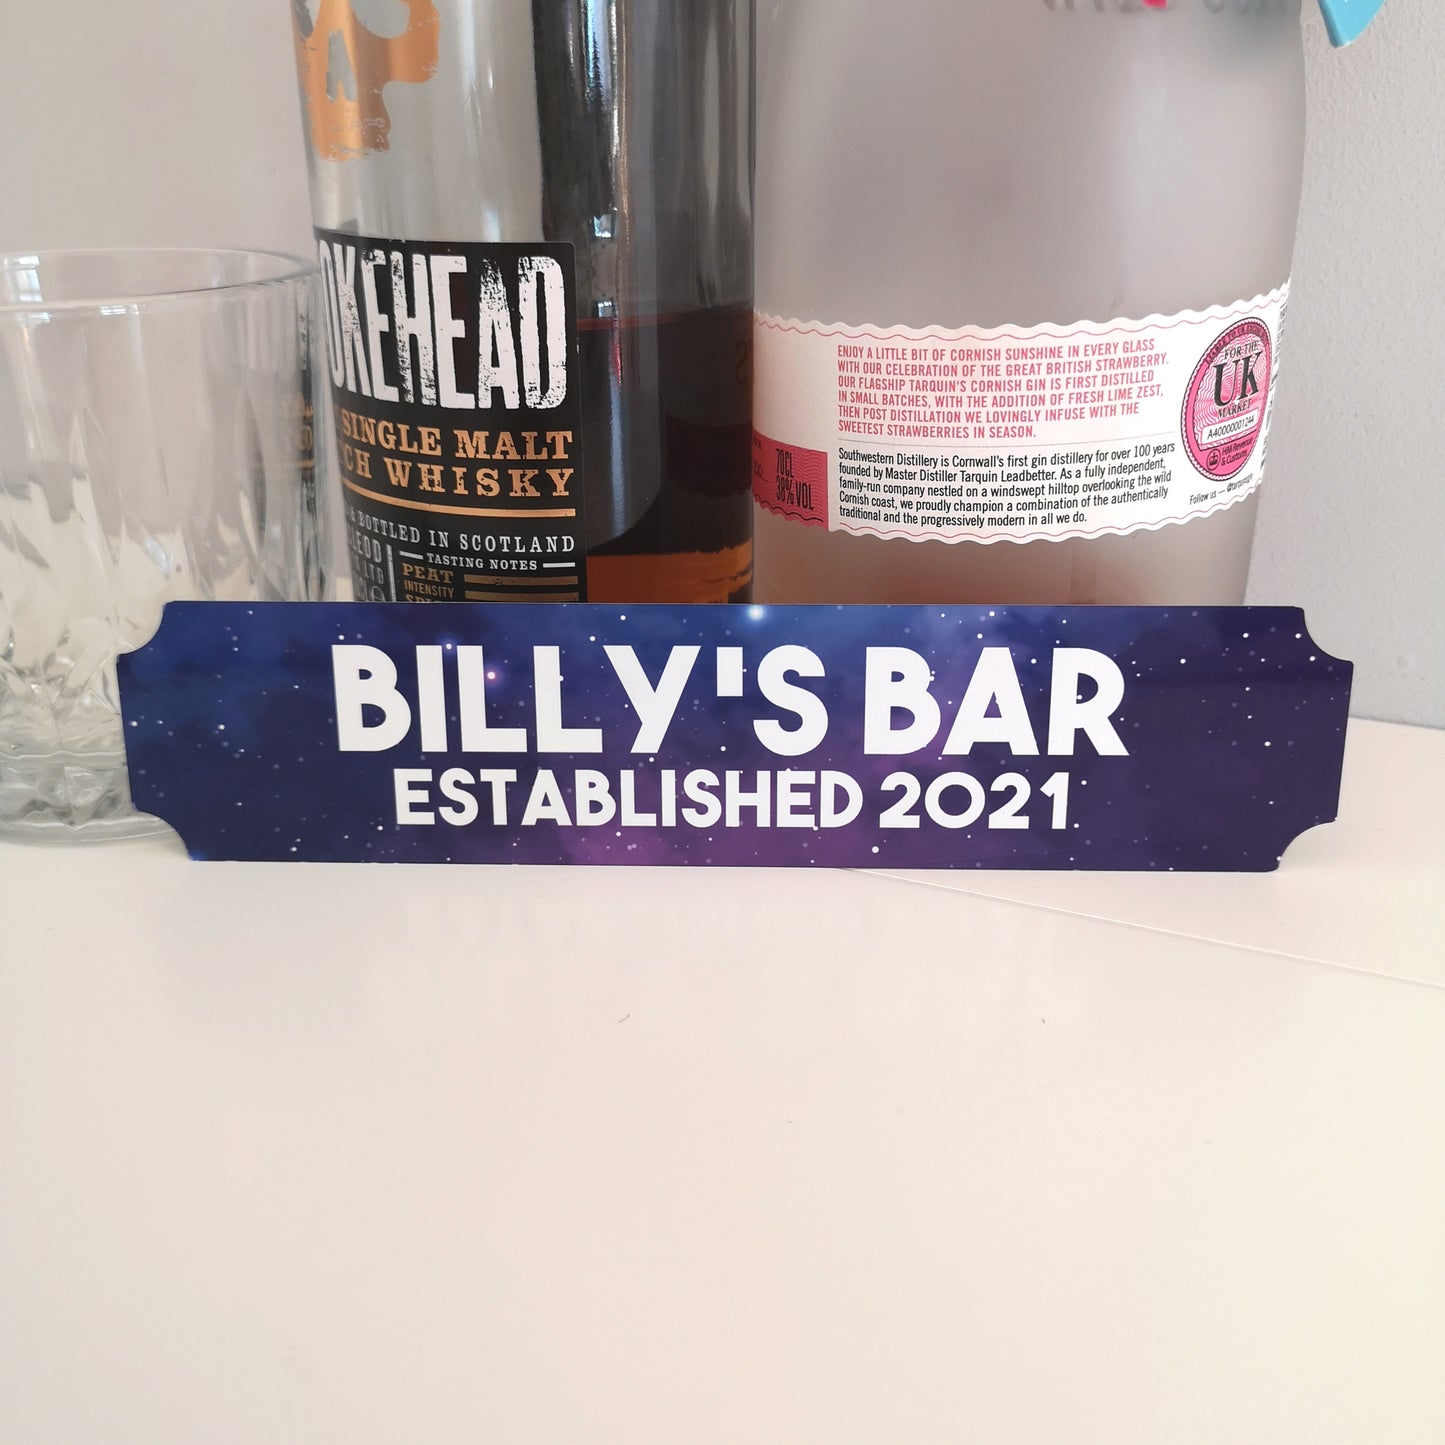 OKEHEAD
SINGLE MALT
CH WHISKY
& BOTTLED IN SCOTLAND
TASTING NOTES
PEAT
INTENSITY
ENJOY A LITTLE BIT OF CORNISH SUNSHINE IN EVERY GLASS
WITH OUR CELEBRATION OF THE GREAT BRITISH STRAWBERRY.
OUR FLAGSHIP TARQUIN'S CORNISH GIN IS FIRST DISTILLED
IN SMALL BATCHES, WITH THE ADDITION OF FRESH LIME ZEST,
THEN POST DISTILLATION WE LOVINGLY INFUSE WITH THE
SWEETEST STRAWBERRIES IN SEASON.
Southwestern Distillery is Cornwall's first gin distillery for over 100 years
founded by Master Distiller Tarquin Leadbetter. As a fully independent,
family-run company nestled on a windswept hilltop overlooking the wild
Cornish coast, we proudly champion a combination of the authentically
traditional and the progressively modern in all we do.
70CL
38% VOL
FOR THE
UK
MARKET
A40000001244
HM Revenue
& Customs
Follow us —
BILLY'S BAR
ESTABLISHED 2021